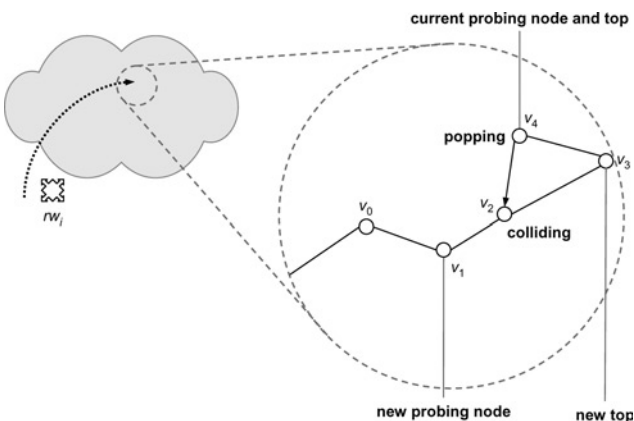 current probing node and top
v4
popping
v3
v2
v0
colliding
rwi
v1
new probing node
new top